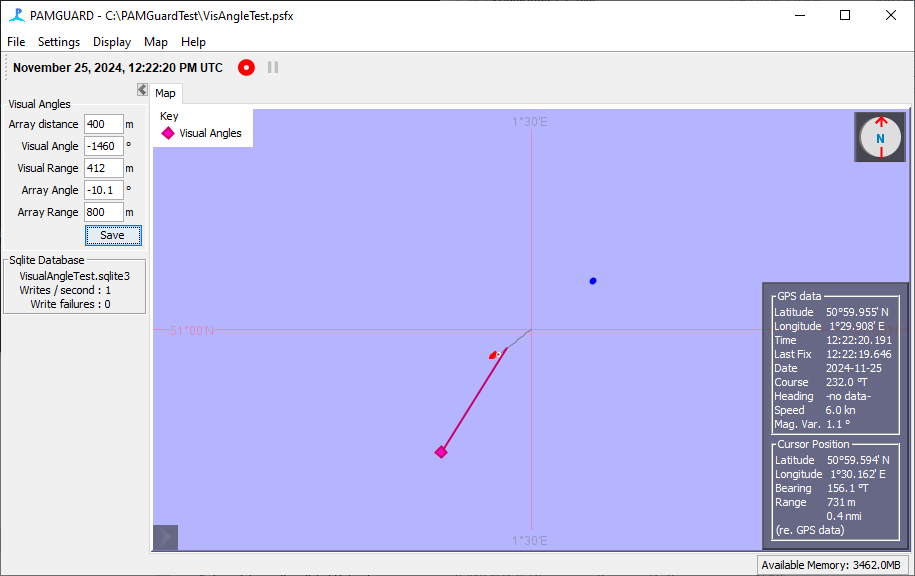 PAMGUARD - C:\PAMGuardTest\VisAngleTest.psfx
File Settings Display Map Help
November 25, 2024, 12:22:20 PM UTC
Visual Angles
Array distance 400 m
Visual Angle -1460 °
Visual Range 412 m
Array Angle -10.1 °
Array Range 800 m
Save
Sqlite Database
VisualAngleTest.sqlite3
Writes / second : 1
Write failures : 0
Map
Key
Visual Angles
1°30'E
N
51°00'N
1°30'E
GPS data
Latitude 50°59.955' N
Longitude 1°29.908' E
Time 12:22:20.191
Last Fix 12:22:19.646
Date 2024-11-25
Course 232.0 °T
Heading -no data-
Speed 6.0 kn
Mag. Var. 1.1 °
Cursor Position
Latitude 50°59.594' N
Longitude 1°30.162' E
Bearing 156.1 °T
Range 731 m
0.4 nmi
(re. GPS data)
Available Memory: 3462.0MB